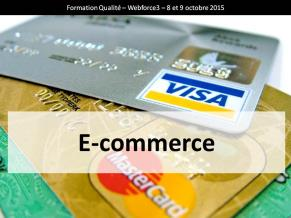 Formation Qualité – Webforce3 – 8 et 9 octobre 2015
VISA
E-commerce
MasterCard